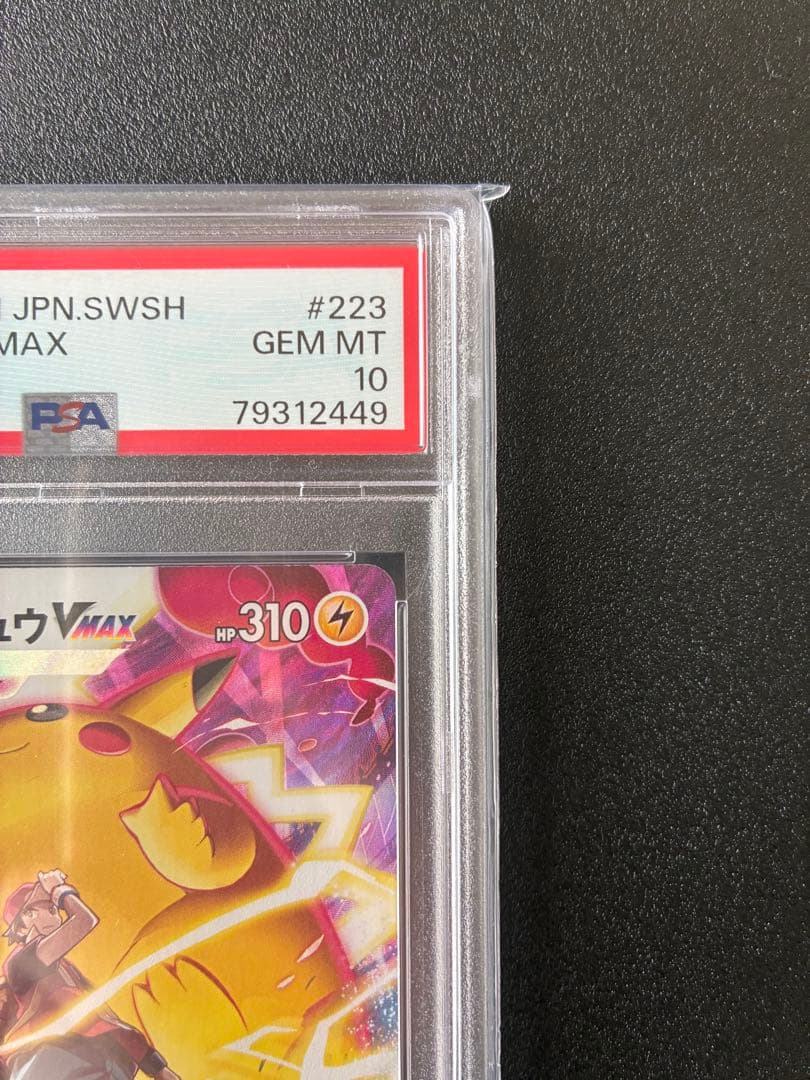 JPN.SWSH #223
MAX GEM MT
10
PSA 79312449
ュウVMAX HP310